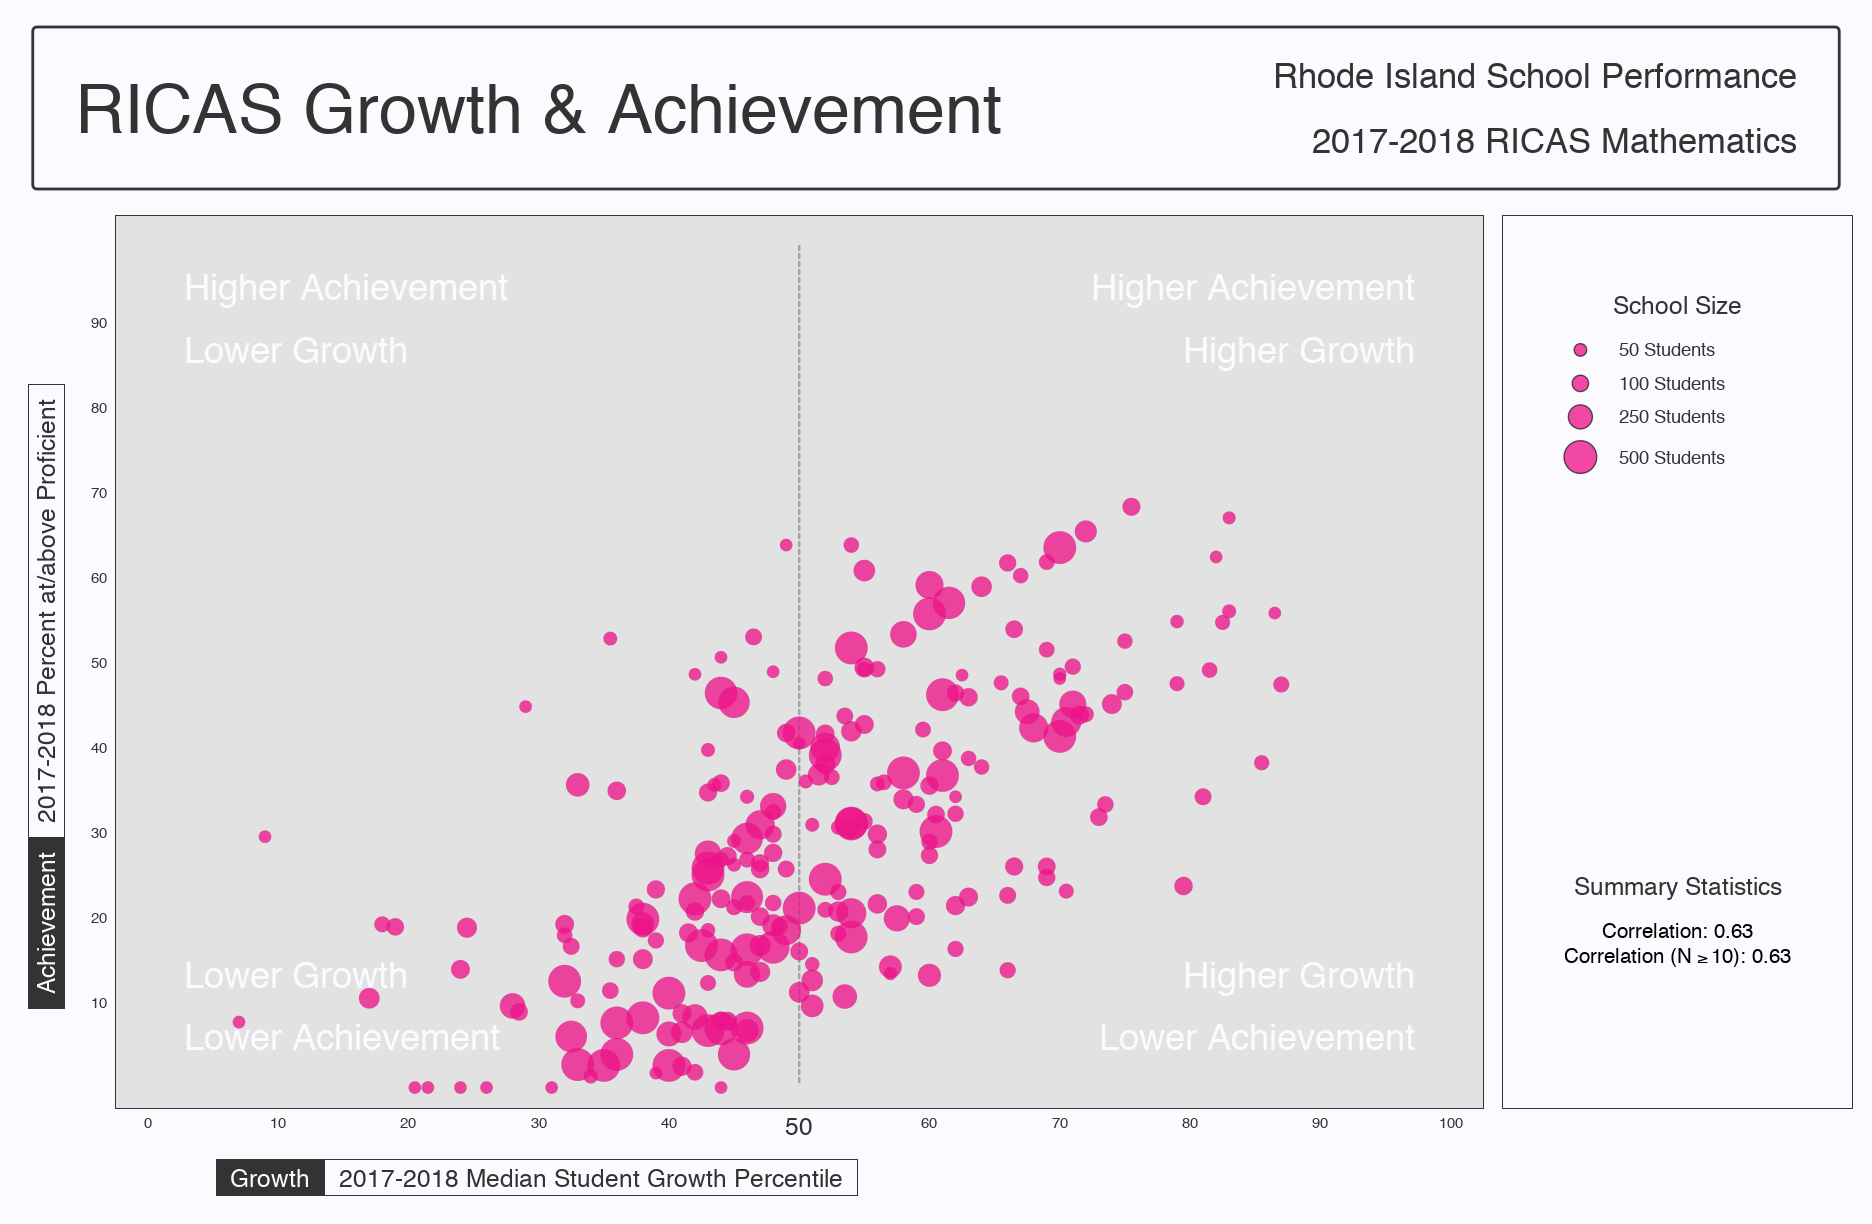 RICAS Growth & Achievement
Rhode Island School Performance
2017-2018 RICAS Mathematics
Higher Achievement
Lower Growth
Higher Achievement
Higher Growth
Lower Growth
Lower Achievement
Higher Growth
Lower Achievement
90
80
70
60
50
40
30
20
10
Achievement 2017-2018 Percent at/above Proficient
0 10 20 30 40 50 60 70 80 90 100
Growth 2017-2018 Median Student Growth Percentile
School Size
50 Students
100 Students
250 Students
500 Students
Summary Statistics
Correlation: 0.63
Correlation (N ≥ 10): 0.63